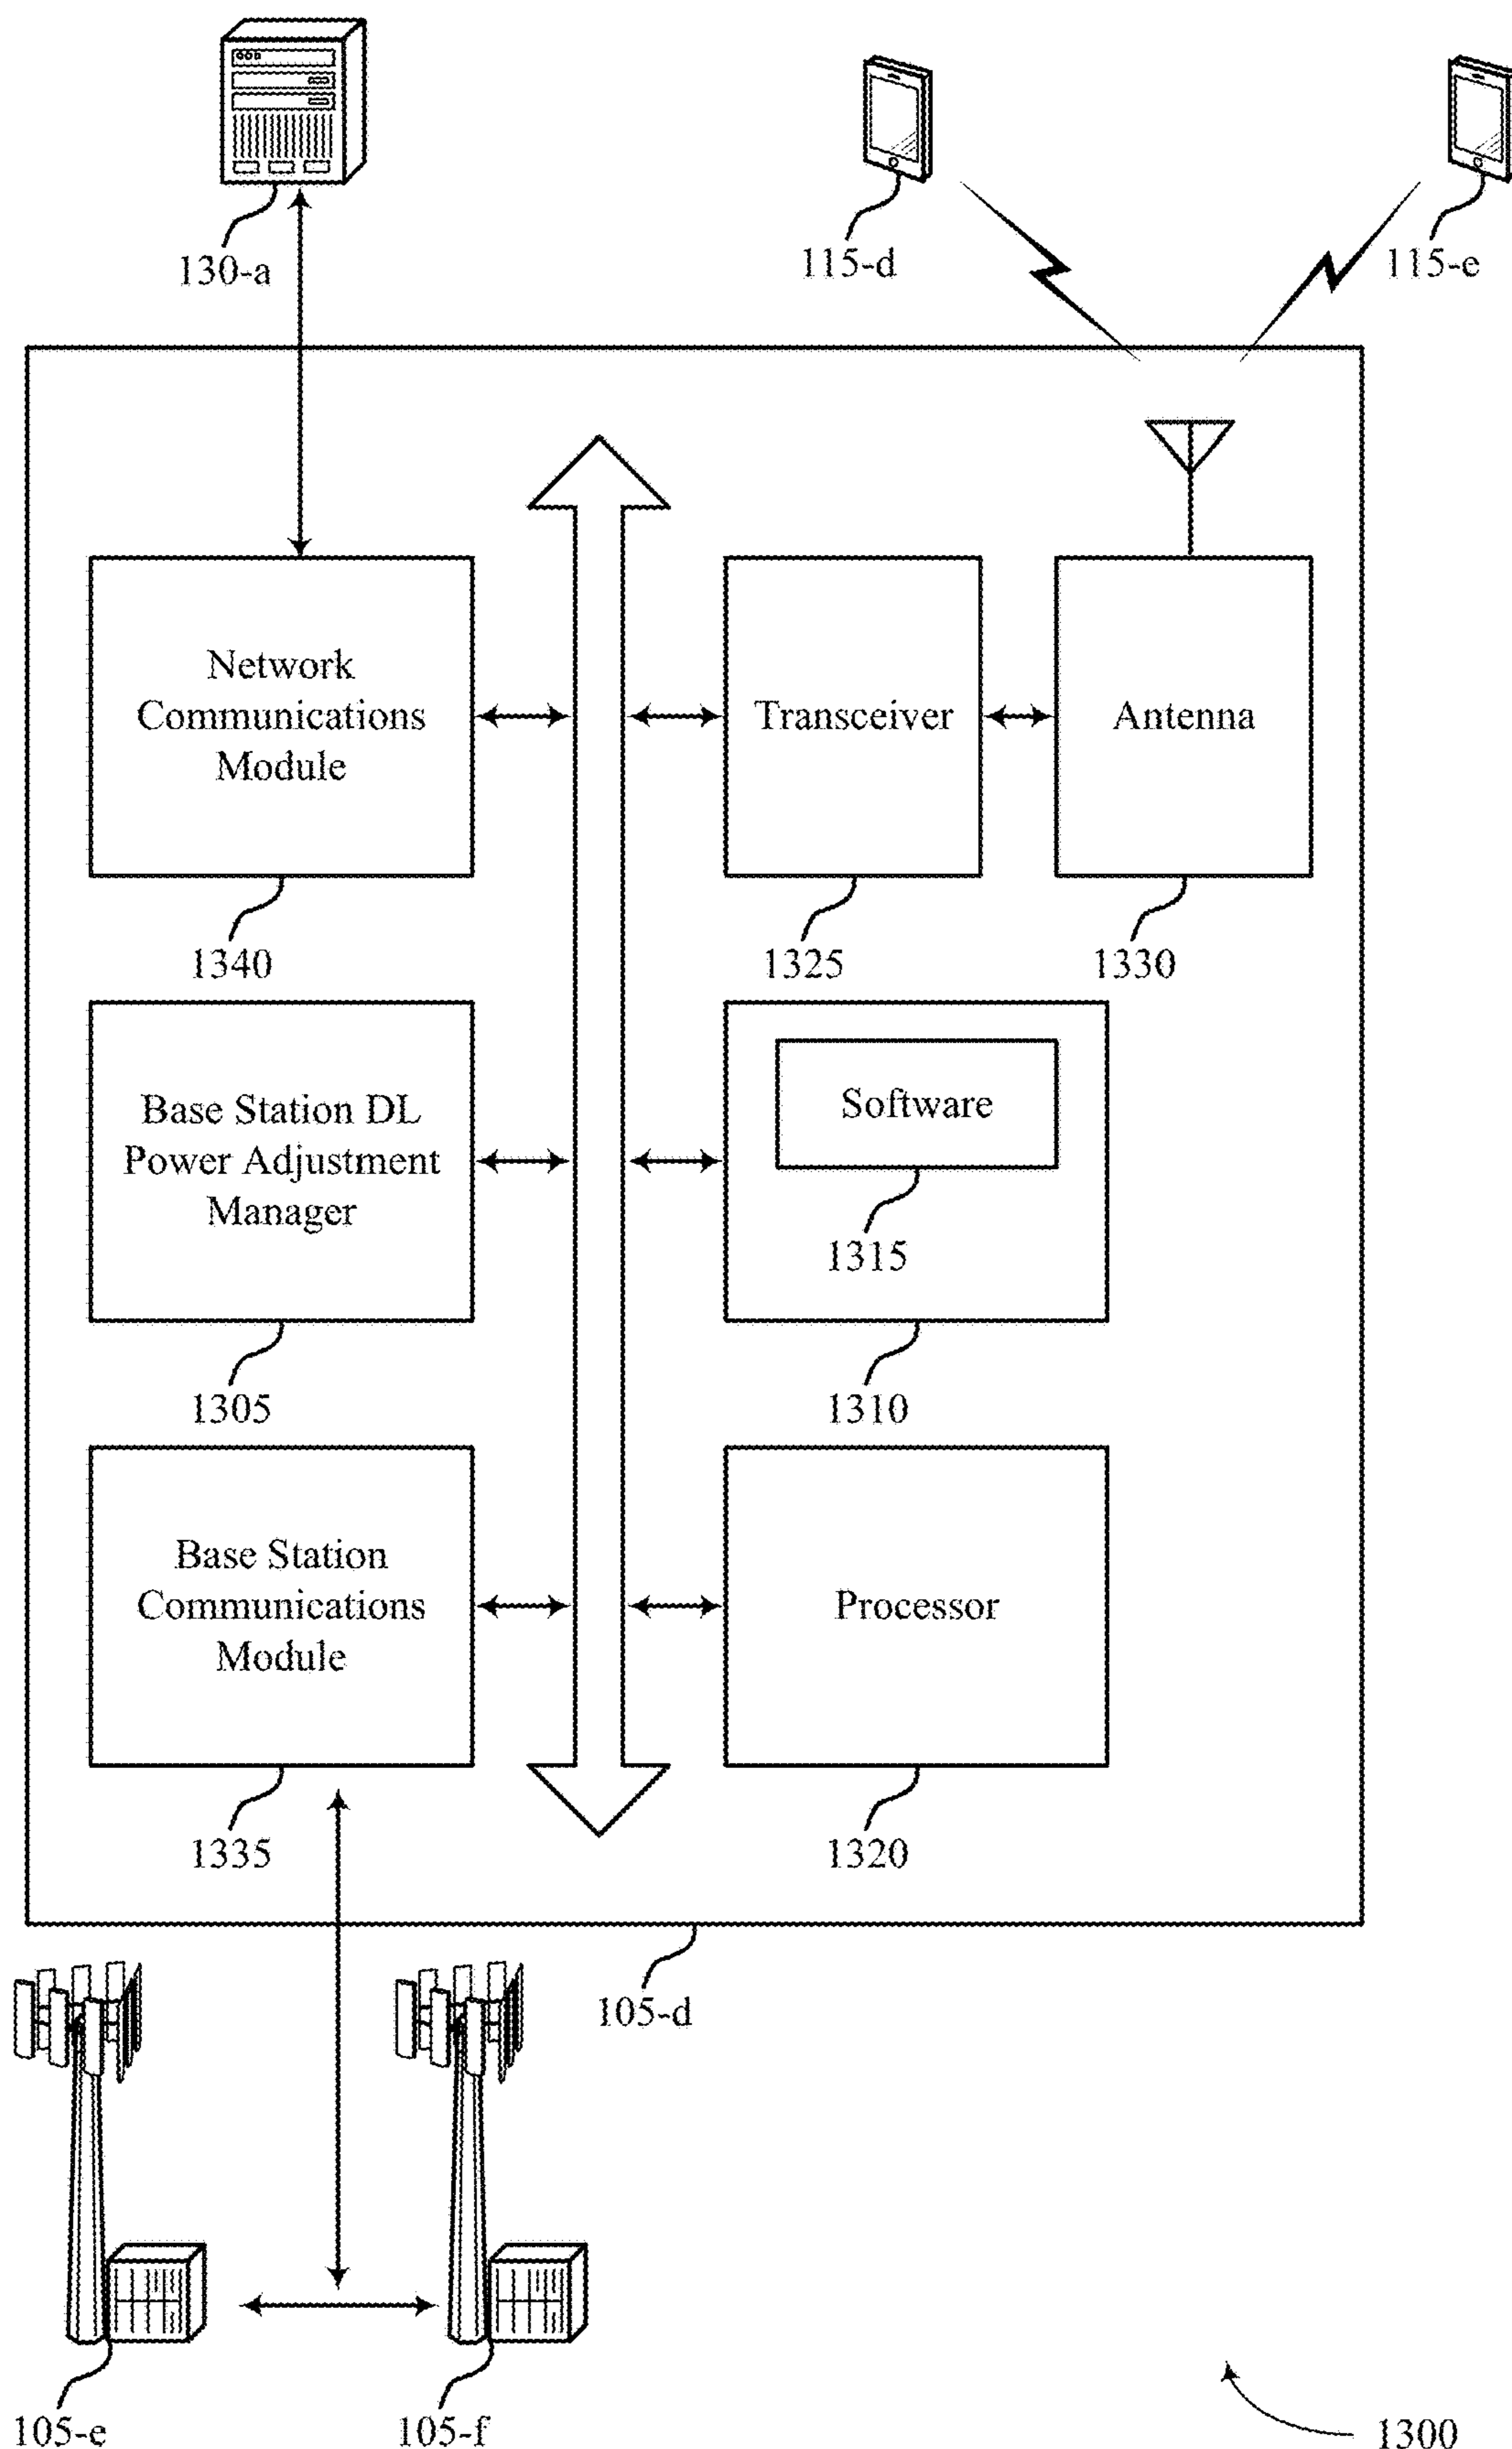 130-a
115-d
115-e
Network
Communications
Module
Transceiver
Antenna
1340
1325
1330
Base Station DL
Power Adjustment
Manager
Software
1315
1305
1310
Base Station
Communications
Module
Processor
1335
1320
105-d
105-e
105-f
1300